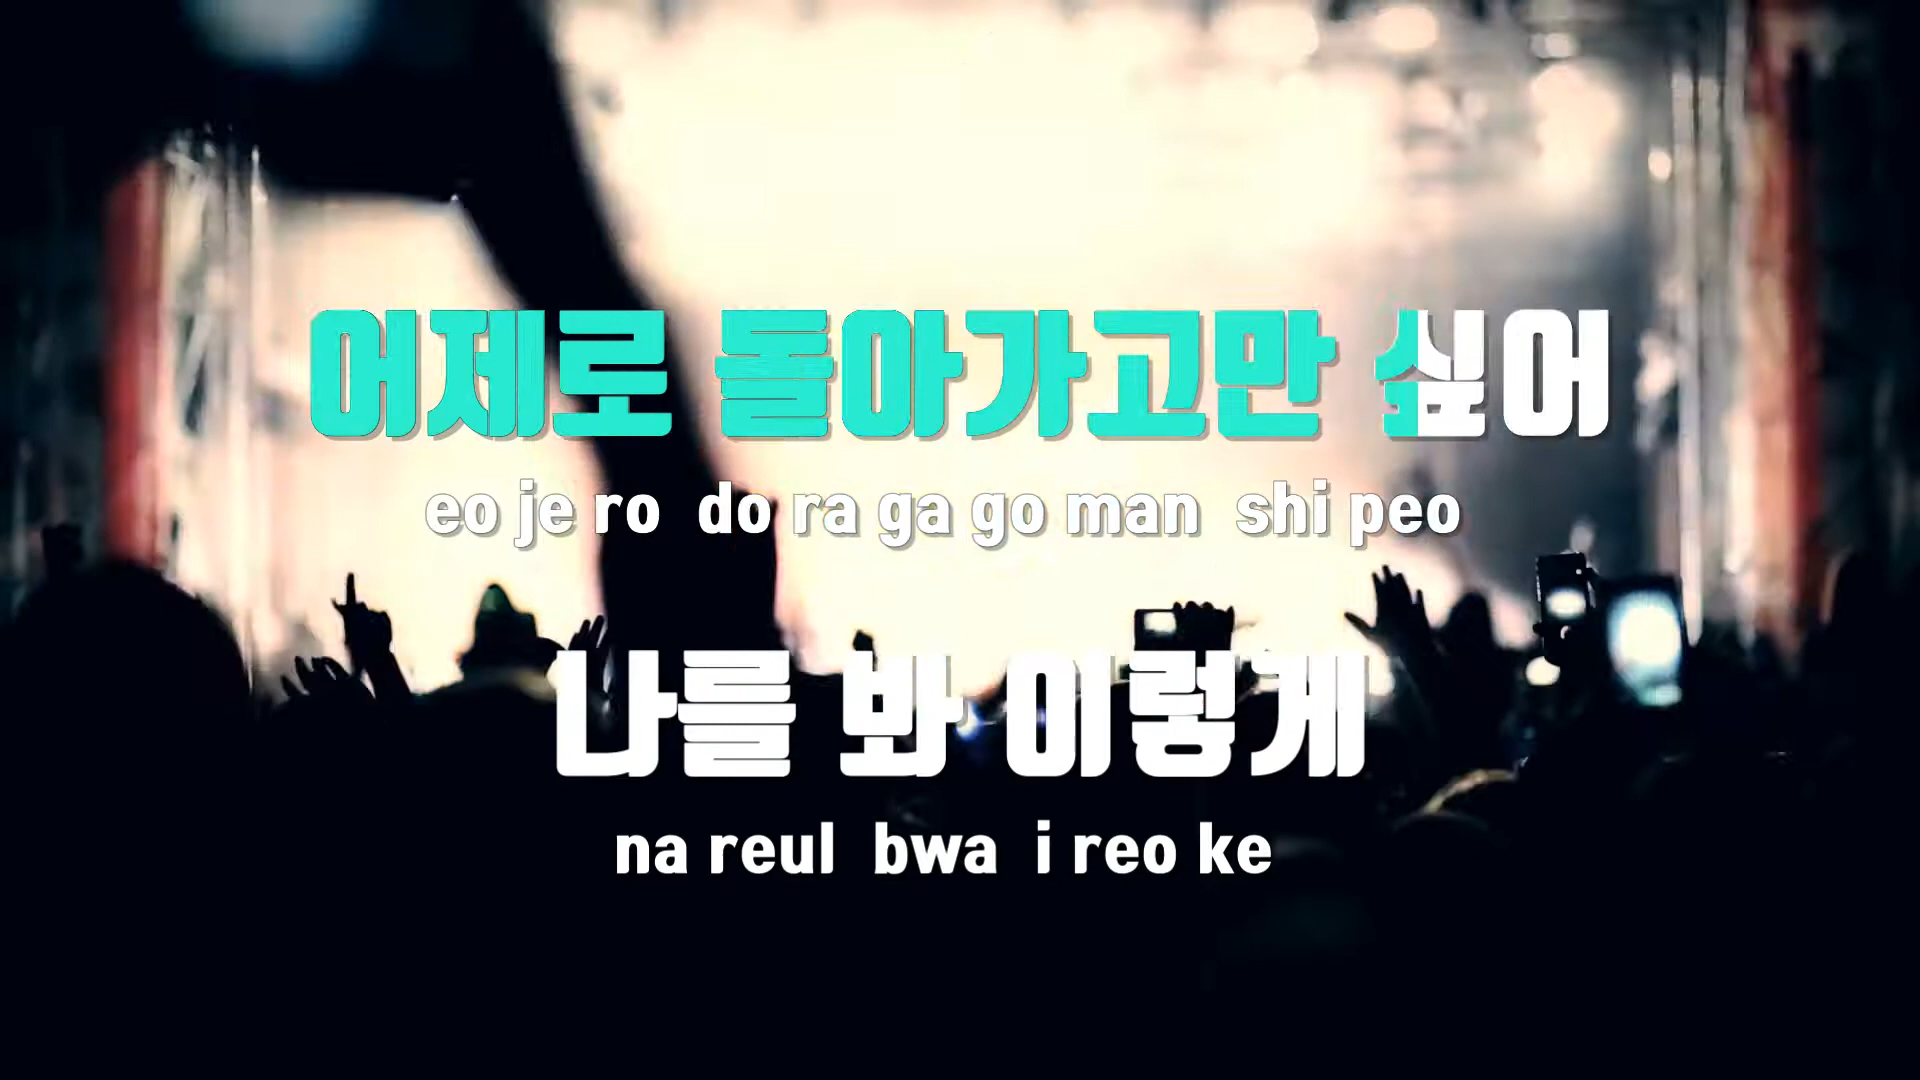 어제로 돌아가고만 싶어
eo je ro do ra ga go man shi peo
나를 봐 이렇게
na reul bwa i reo ke